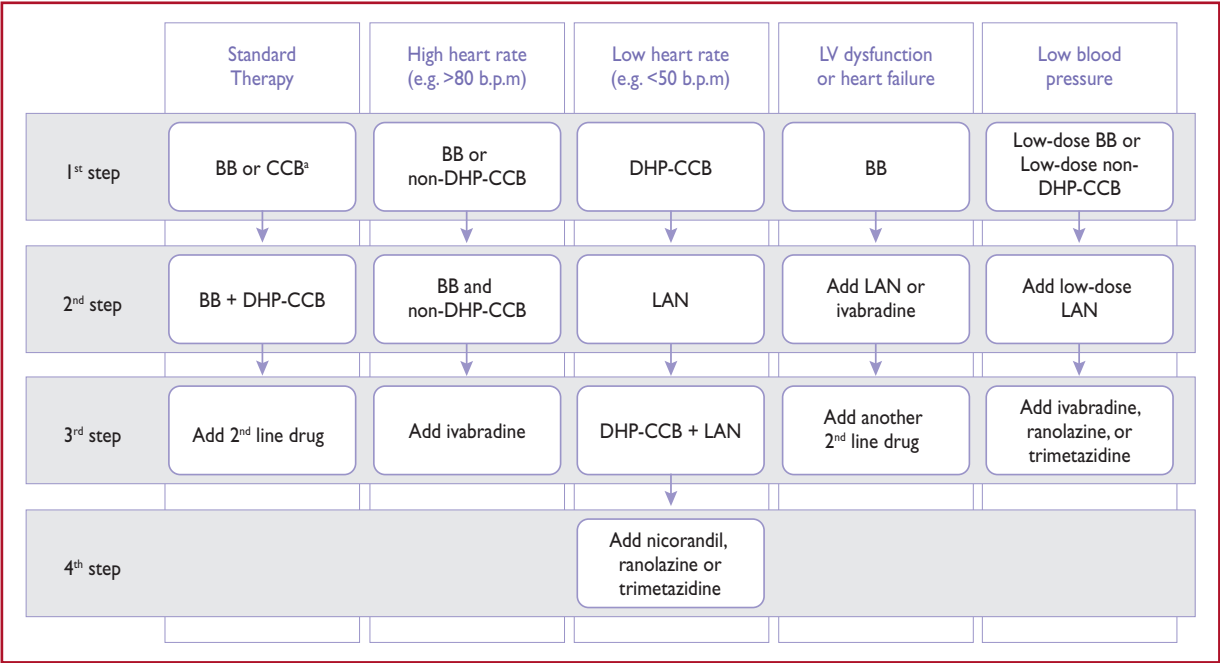 Standard
Therapy
High heart rate
(e.g. >80 b.p.m)
Low heart rate
(e.g. <50 b.p.m)
LV dysfunction
or heart failure
Low blood
pressure
1st step
BB or CCBa
BB or
non-DHP-CCB
DHP-CCB
BB
Low-dose BB or
Low-dose non-
DHP-CCB
2nd step
BB + DHP-CCB
BB and
non-DHP-CCB
LAN
Add LAN or
ivabradine
Add low-dose
LAN
3rd step
Add 2nd line drug
Add ivabradine
DHP-CCB + LAN
Add another
2nd line drug
Add ivabradine,
ranolazine, or
trimetazidine
4th step
Add nicorandil,
ranolazine or
trimetazidine